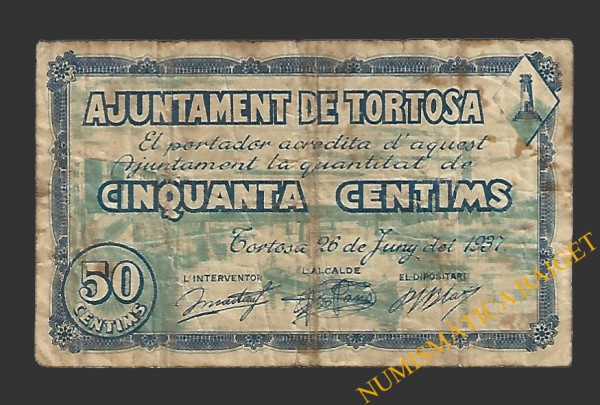 AJUNTAMENT DE TORTOSA
El portador acredita d'aquest
Ajuntament la quantitat de
CINQUANTA CENTIMS
Tortosa 26 de Juny del 1937
L'INTERVENTOR L'ALCALDE EL DIPOSITARI
50
CENTIMS
NUMISMATICA BARGET